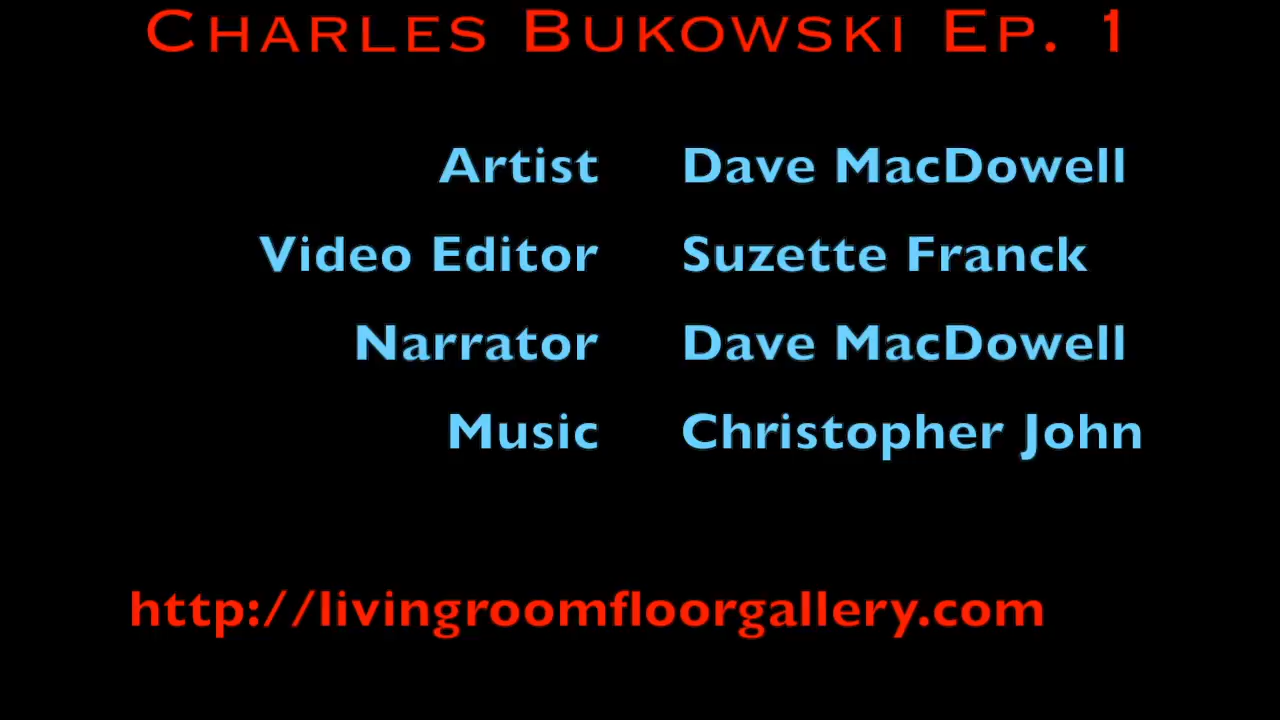 Charles Bukowski Ep. 1
Artist Dave MacDowell
Video Editor Suzette Franck
Narrator Dave MacDowell
Music Christopher John
http://livingroomfloorgallery.com